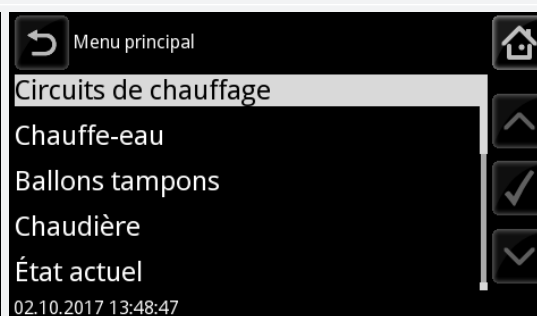 Menu principal
Circuits de chauffage
Chauffe-eau
Ballons tampons
Chaudière
État actuel
02.10.2017 13:48:47